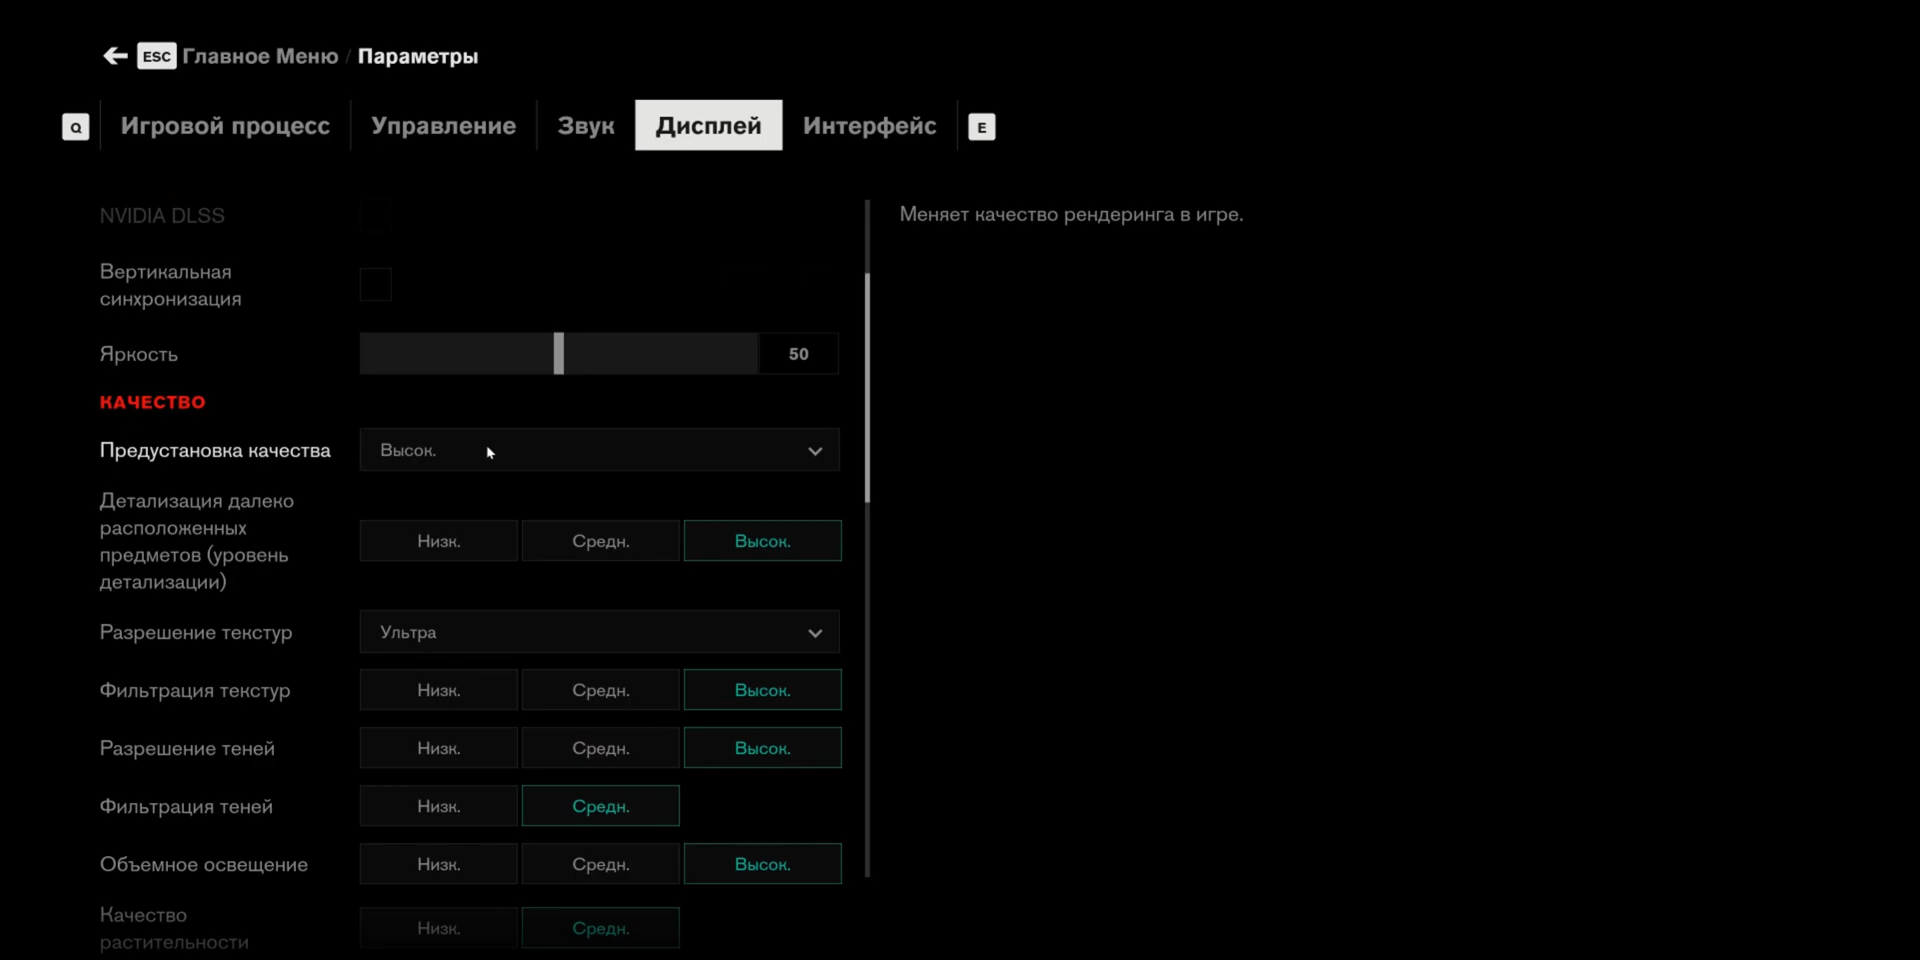 ESC Главное Меню / Параметры
Q Игровой процесс Управление Звук Дисплей Интерфейс E
NVIDIA DLSS
Меняет качество рендеринга в игре.
Вертикальная
синхронизация
Яркость 50
КАЧЕСТВО
Предустановка качества Высок.
Детализация далеко
расположенных
предметов (уровень
детализации)
Низк. Средн. Высок.
Разрешение текстур Ультра
Фильтрация текстур Низк. Средн. Высок.
Разрешение теней Низк. Средн. Высок.
Фильтрация теней Низк. Средн.
Объемное освещение Низк. Средн. Высок.
Качество
растительности
Низк. Средн.